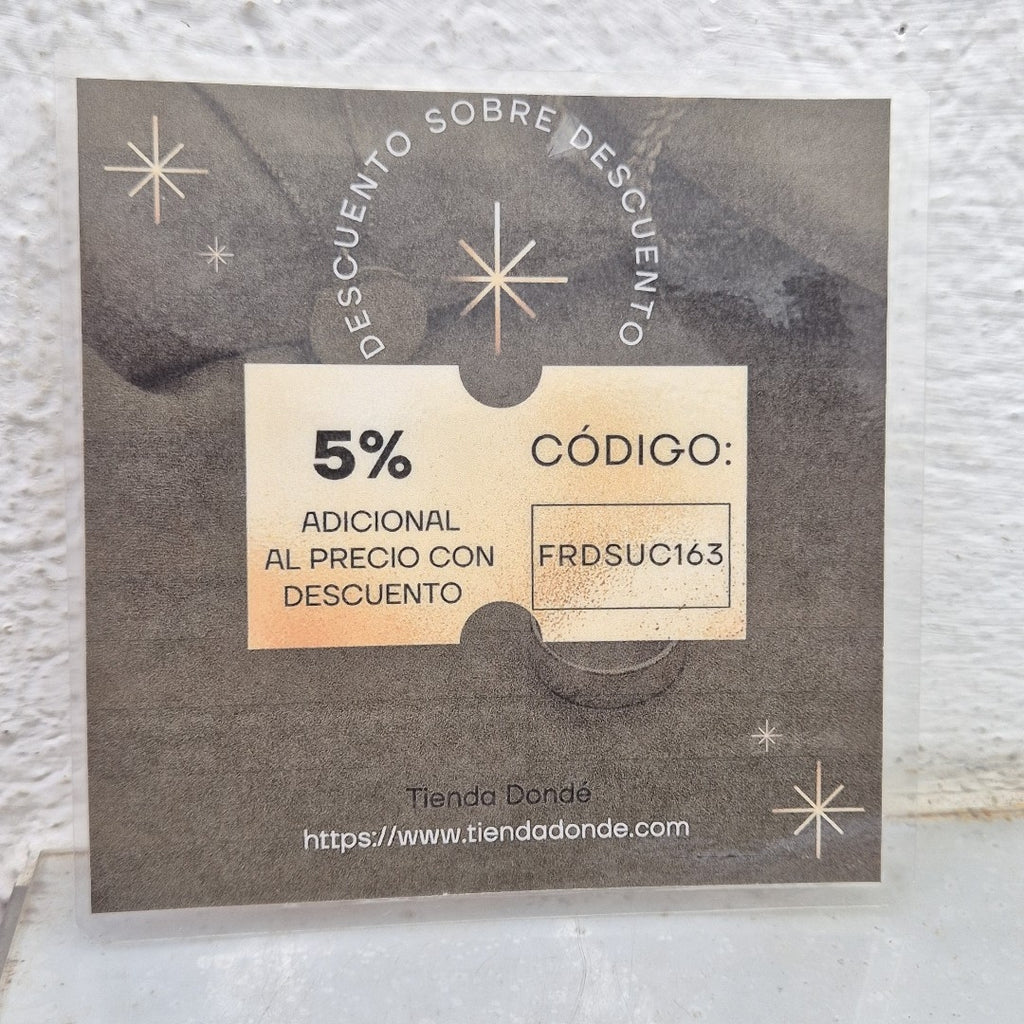 DESCUENTO SOBRE DESCUENTO
5%
ADICIONAL
AL PRECIO CON
DESCUENTO
CÓDIGO:
FRDSUC163
Tienda Dondé
https://www.tiendadonde.com